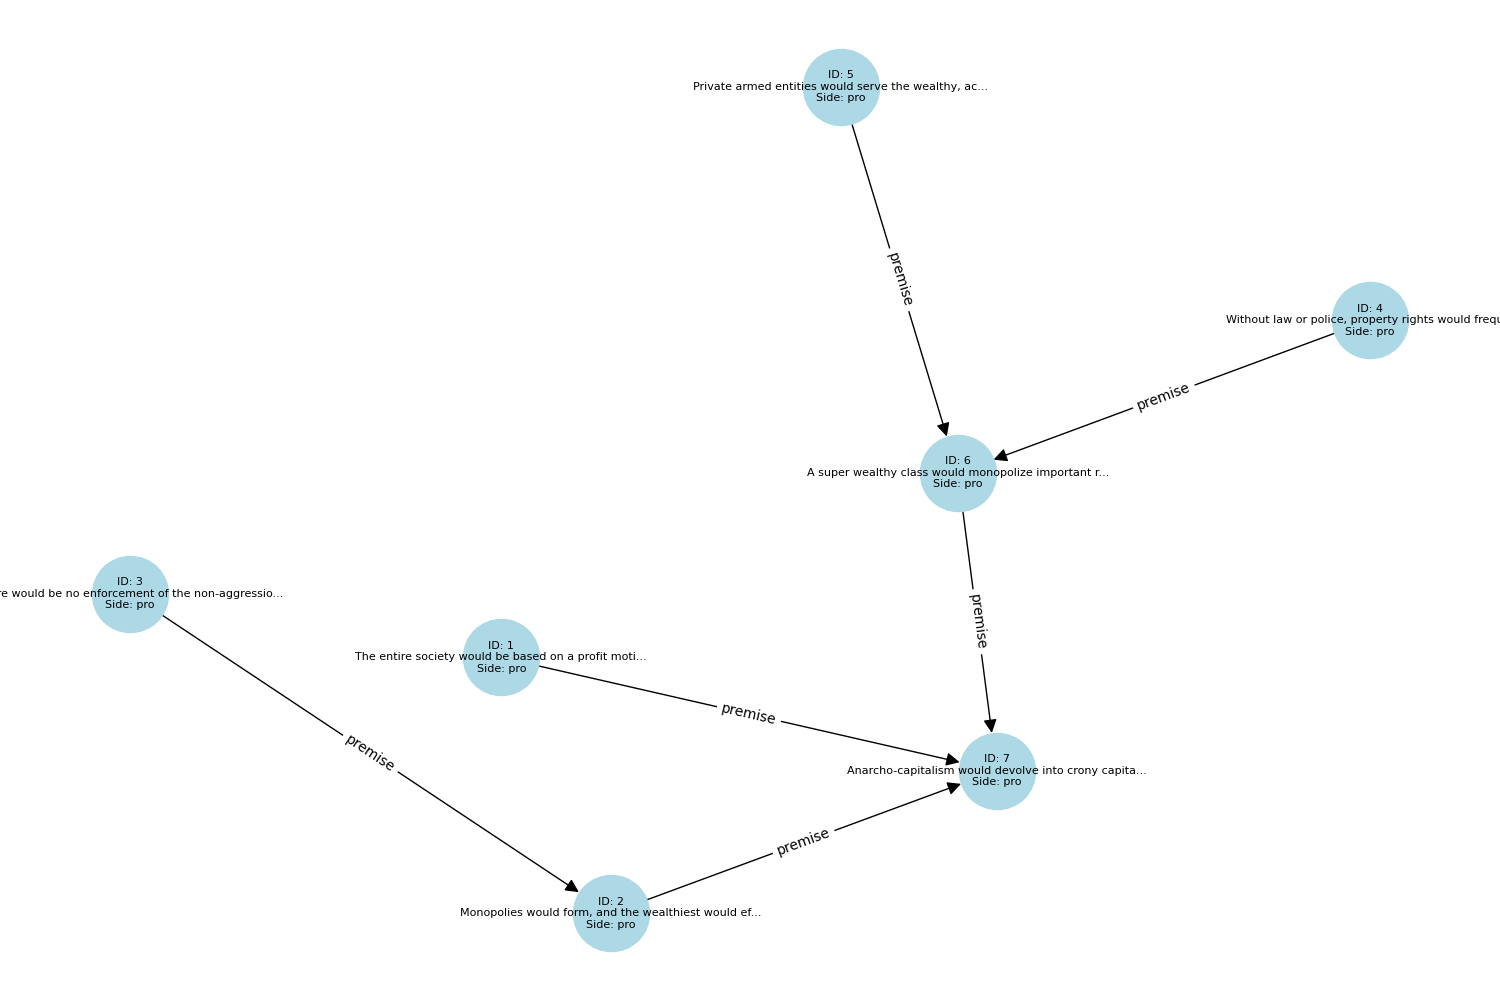 ID: 5
Private armed entities would serve the wealthy, ac...
Side: pro
premise
ID: 4
Without law or police, property rights would
Side: pro
premise
ID: 6
A super wealthy class would monopolize important r...
Side: pro
premise
ID: 3
would be no enforcement of the non-aggressio...
Side: pro
ID: 1
The entire society would be based on a profit moti...
Side: pro
premise
premise
ID: 7
Anarcho-capitalism would devolve into crony capita...
Side: pro
premise
ID: 2
Monopolies would form, and the wealthiest would ef...
Side: pro